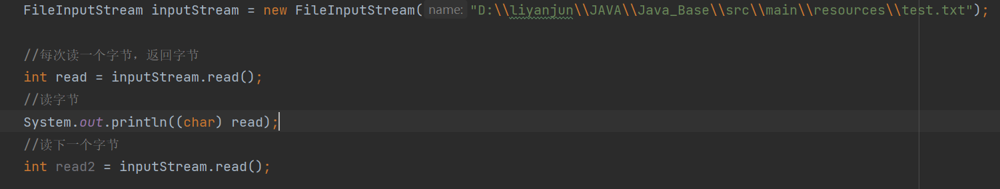 FileInputStream inputStream = new FileInputStream( name: "D:\\liyanjun\\JAVA\\Java_Base\\src\\main\\resources\\test.txt");
//每次读一个字节，返回字节
int read = inputStream.read();
//读字节
System.out.println((char) read);
//读下一个字节
int read2 = inputStream.read();